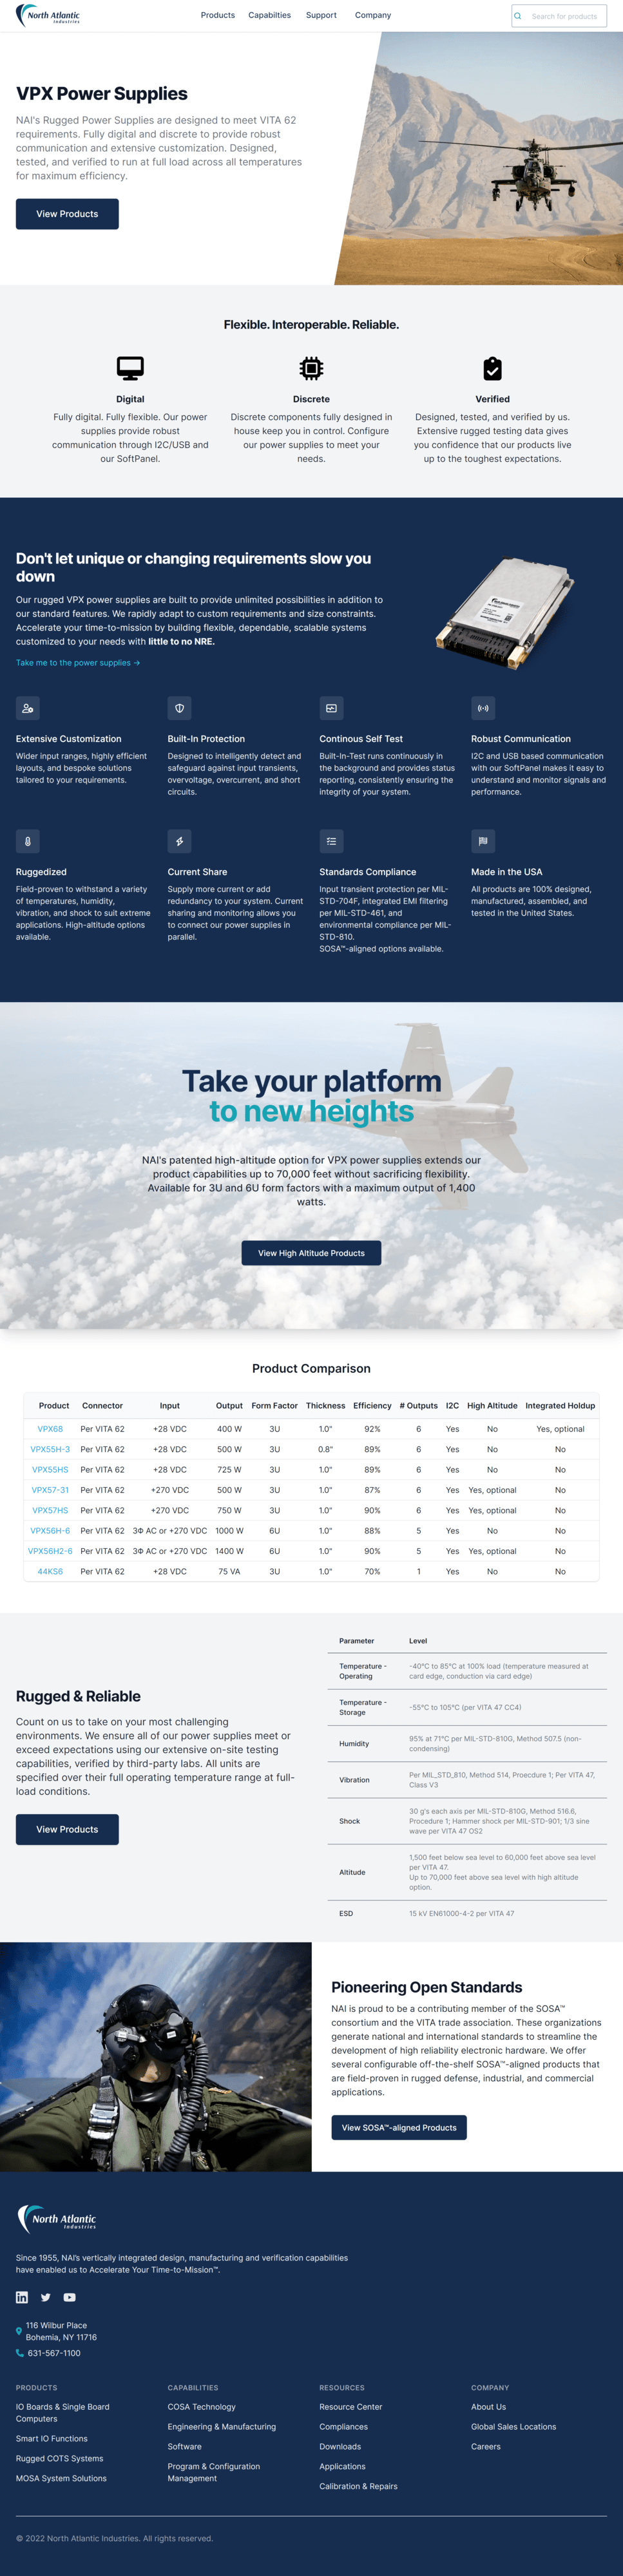 North Atlantic
Industries
Products Capabilties Support Company
Search for products
VPX Power Supplies
NAI's Rugged Power Supplies are designed to meet VITA 62
requirements. Fully digital and discrete to provide robust
communication and extensive customization. Designed,
tested, and verified to run at full load across all temperatures
for maximum efficiency.
View Products
Flexible. Interoperable. Reliable.
Digital
Fully digital. Fully flexible. Our power
supplies provide robust
communication through I2C/USB and
our SoftPanel.
Discrete
Discrete components fully designed in
house keep you in control. Configure
our power supplies to meet your
needs.
Verified
Designed, tested, and verified by us.
Extensive rugged testing data gives
you confidence that our products live
up to the toughest expectations.
Don't let unique or changing requirements slow you
down
Our rugged VPX power supplies are built to provide unlimited possibilities in addition to
our standard features. We rapidly adapt to custom requirements and size constraints.
Accelerate your time-to-mission by building flexible, dependable, scalable systems
customized to your needs with little to no NRE.
Take me to the power supplies →
Extensive Customization
Wider input ranges, highly efficient
layouts, and bespoke solutions
tailored to your requirements.
Built-In Protection
Designed to intelligently detect and
safeguard against input transients,
overvoltage, overcurrent, and short
circuits.
Continous Self Test
Built-In-Test runs continuously in
the background and provides status
reporting, consistently ensuring the
integrity of your system.
Robust Communication
I2C and USB based communication
with our SoftPanel makes it easy to
understand and monitor signals and
performance.
Ruggedized
Field-proven to withstand a variety
of temperatures, humidity,
vibration, and shock to suit extreme
applications. High-altitude options
available.
Current Share
Supply more current or add
redundancy to your system. Current
sharing and monitoring allows you
to connect our power supplies in
parallel.
Standards Compliance
Input transient protection per MIL-
STD-704F, integrated EMI filtering
per MIL-STD-461, and
environmental compliance per MIL-
STD-810.
SOSA™-aligned options available.
Made in the USA
All products are 100% designed,
manufactured, assembled, and
tested in the United States.
Take your platform
to new heights
NAI's patented high-altitude option for VPX power supplies extends our
product capabilities up to 70,000 feet without sacrificing flexibility.
Available for 3U and 6U form factors with a maximum output of 1,400
watts.
View High Altitude Products
Product Comparison
Product Connector Input Output Form Factor Thickness Efficiency # Outputs I2C High Altitude Integrated Holdup
VPX68 Per VITA 62 +28 VDC 400 W 3U 1.0" 92% 6 Yes No Yes, optional
VPX55H-3 Per VITA 62 +28 VDC 500 W 3U 0.8" 89% 6 Yes No No
VPX55HS Per VITA 62 +28 VDC 725 W 3U 1.0" 89% 6 Yes No No
VPX57-31 Per VITA 62 +270 VDC 500 W 3U 1.0" 87% 6 Yes Yes, optional No
VPX57HS Per VITA 62 +270 VDC 750 W 3U 1.0" 90% 6 Yes Yes, optional No
VPX56H-6 Per VITA 62 3Φ AC or +270 VDC 1000 W 6U 1.0" 88% 5 Yes No No
VPX56H2-6 Per VITA 62 3Φ AC or +270 VDC 1400 W 6U 1.0" 90% 5 Yes Yes, optional No
44KS6 Per VITA 62 +28 VDC 75 VA 3U 1.0" 70% 1 Yes No No
Rugged & Reliable
Count on us to take on your most challenging
environments. We ensure all of our power supplies meet or
exceed expectations using our extensive on-site testing
capabilities, verified by third-party labs. All units are
specified over their full operating temperature range at full-
load conditions.
View Products
Parameter Level
Temperature -
Operating
-40°C to 85°C at 100% load (temperature measured at
card edge, conduction via card edge)
Temperature -
Storage
-55°C to 105°C (per VITA 47 CC4)
Humidity
95% at 71°C per MIL-STD-810G, Method 507.5 (non-
condensing)
Vibration
Per MIL_STD_810, Method 514, Proecdure 1; Per VITA 47,
Class V3
Shock
30 g's each axis per MIL-STD-810G, Method 516.6,
Procedure 1; Hammer shock per MIL-STD-901; 1/3 sine
wave per VITA 47 OS2
Altitude
1,500 feet below sea level to 60,000 feet above sea level
per VITA 47.
Up to 70,000 feet above sea level with high altitude
option.
ESD
15 kV EN61000-4-2 per VITA 47
Pioneering Open Standards
NAI is proud to be a contributing member of the SOSA™
consortium and the VITA trade association. These organizations
generate national and international standards to streamline the
development of high reliability electronic hardware. We offer
several configurable off-the-shelf SOSA™-aligned products that
are field-proven in rugged defense, industrial, and commercial
applications.
View SOSA™-aligned Products
North Atlantic
Industries
Since 1955, NAI's vertically integrated design, manufacturing and verification capabilities
have enabled us to Accelerate Your Time-to-Mission™.
116 Wilbur Place
Bohemia, NY 11716
631-567-1100
PRODUCTS
IO Boards & Single Board
Computers
Smart IO Functions
Rugged COTS Systems
MOSA System Solutions
CAPABILITIES
COSA Technology
Engineering & Manufacturing
Software
Program & Configuration
Management
RESOURCES
Resource Center
Compliances
Downloads
Applications
Calibration & Repairs
COMPANY
About Us
Global Sales Locations
Careers
© 2022 North Atlantic Industries. All rights reserved.